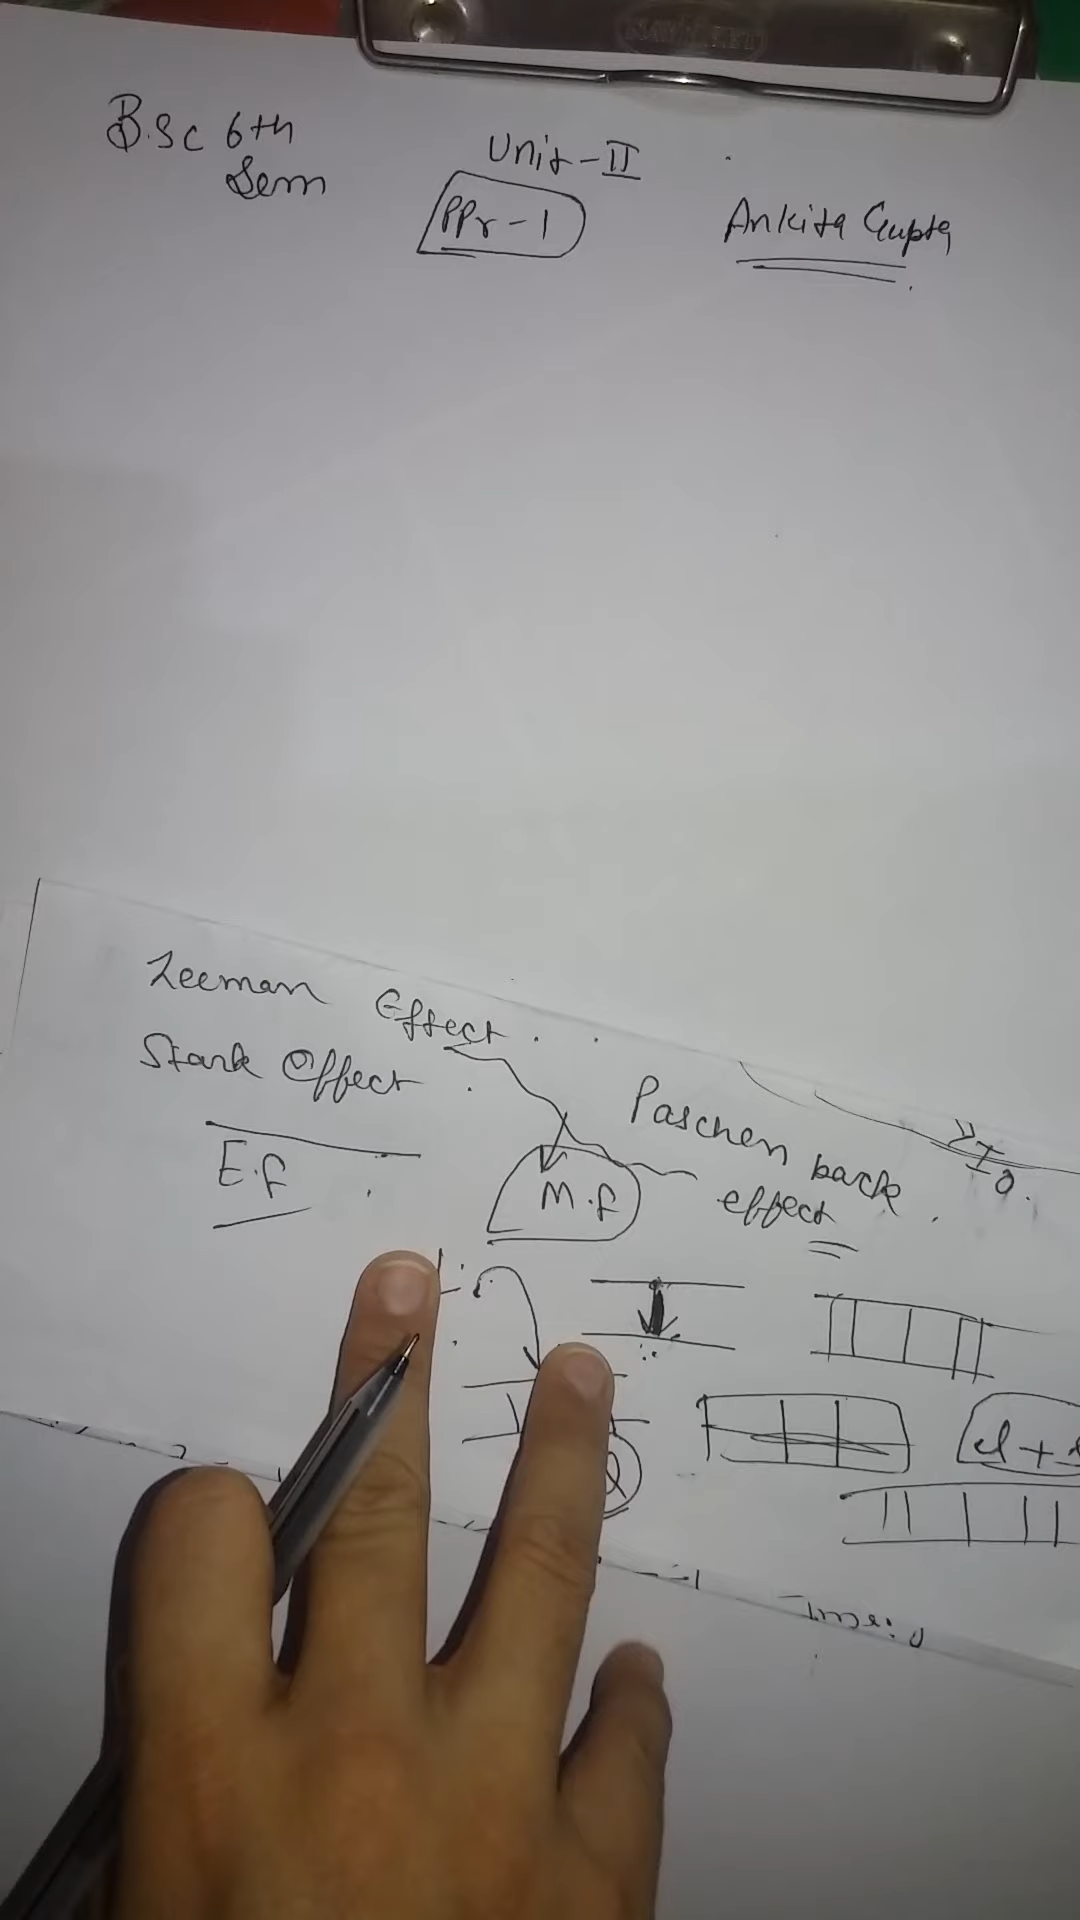 B.Sc 6th
Sem
Unit-II
PPr-1
Ankita Gupta
Zeeman Effect.
Stark Effect.
E.f
M.f
Paschen back
effect